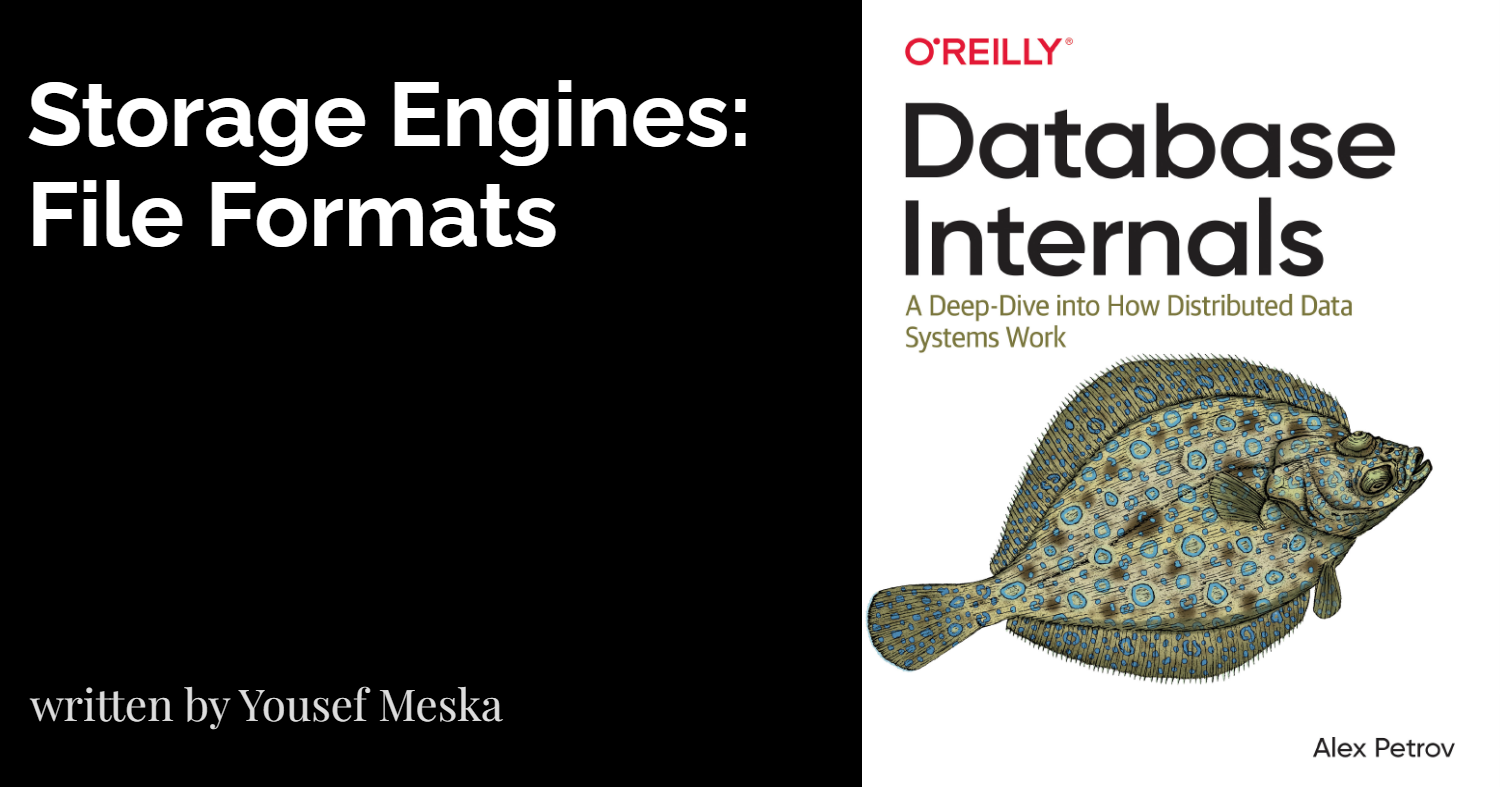 Storage Engines:
File Formats
written by Yousef Meska
O'REILLY®
Database
Internals
A Deep-Dive into How Distributed Data
Systems Work
Alex Petrov